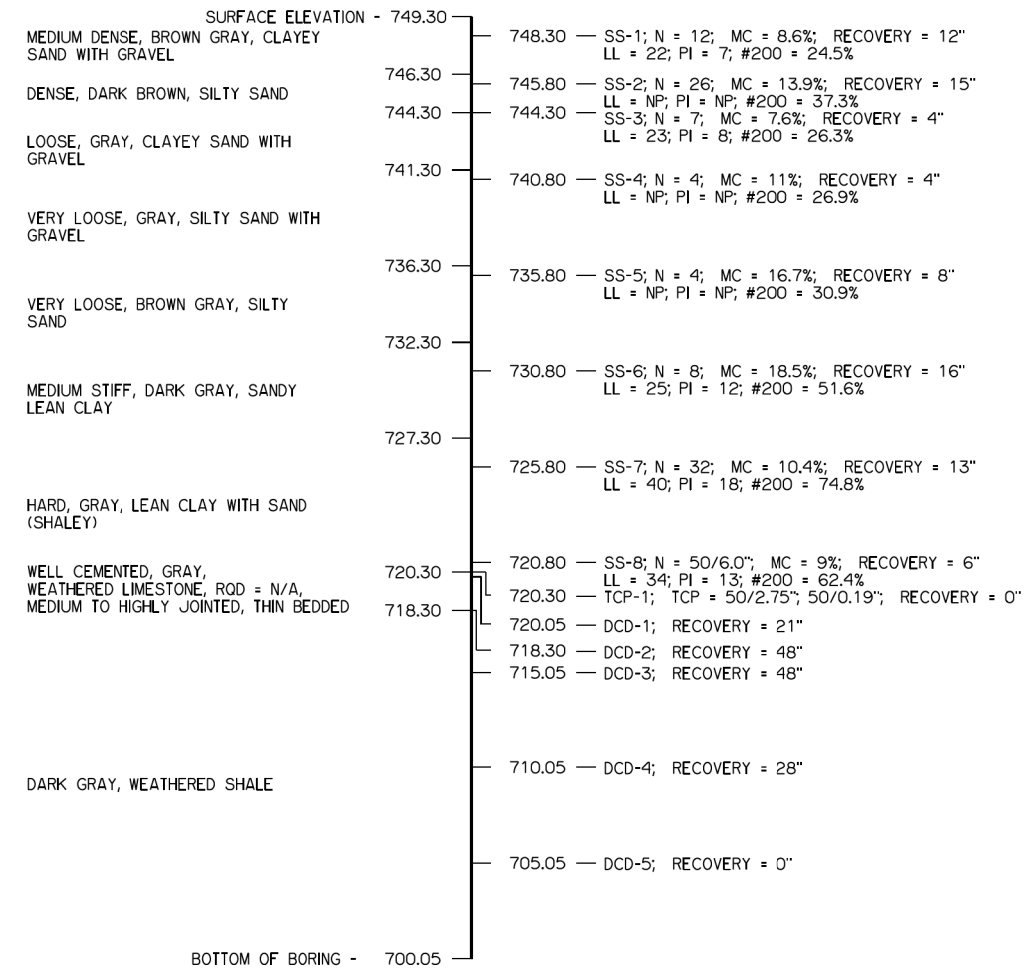 SURFACE ELEVATION - 749.30
MEDIUM DENSE, BROWN GRAY, CLAYEY
SAND WITH GRAVEL
748.30 — SS-1; N = 12; MC = 8.6%; RECOVERY = 12"
LL = 22; PI = 7; #200 = 24.5%
746.30
DENSE, DARK BROWN, SILTY SAND
745.80 — SS-2; N = 26; MC = 13.9%; RECOVERY = 15"
LL = NP; PI = NP; #200 = 37.3%
744.30
744.30 — SS-3; N = 7; MC = 7.6%; RECOVERY = 4"
LL = 23; PI = 8; #200 = 26.3%
LOOSE, GRAY, CLAYEY SAND WITH
GRAVEL
741.30
740.80 — SS-4; N = 4; MC = 11%; RECOVERY = 4"
LL = NP; PI = NP; #200 = 26.9%
VERY LOOSE, GRAY, SILTY SAND WITH
GRAVEL
736.30
735.80 — SS-5; N = 4; MC = 16.7%; RECOVERY = 8"
LL = NP; PI = NP; #200 = 30.9%
VERY LOOSE, BROWN GRAY, SILTY
SAND
732.30
730.80 — SS-6; N = 8; MC = 18.5%; RECOVERY = 16"
LL = 25; PI = 12; #200 = 51.6%
MEDIUM STIFF, DARK GRAY, SANDY
LEAN CLAY
727.30
725.80 — SS-7; N = 32; MC = 10.4%; RECOVERY = 13"
LL = 40; PI = 18; #200 = 74.8%
HARD, GRAY, LEAN CLAY WITH SAND
(SHALEY)
720.80 — SS-8; N = 50/6.0"; MC = 9%; RECOVERY = 6"
LL = 34; PI = 13; #200 = 62.4%
720.30
WELL CEMENTED, GRAY,
WEATHERED LIMESTONE, RQD = N/A,
MEDIUM TO HIGHLY JOINTED, THIN BEDDED
720.30 — TCP-1; TCP = 50/2.75"; 50/0.19"; RECOVERY = 0"
718.30
720.05 — DCD-1; RECOVERY = 21"
718.30 — DCD-2; RECOVERY = 48"
715.05 — DCD-3; RECOVERY = 48"
710.05 — DCD-4; RECOVERY = 28"
DARK GRAY, WEATHERED SHALE
705.05 — DCD-5; RECOVERY = 0"
BOTTOM OF BORING - 700.05